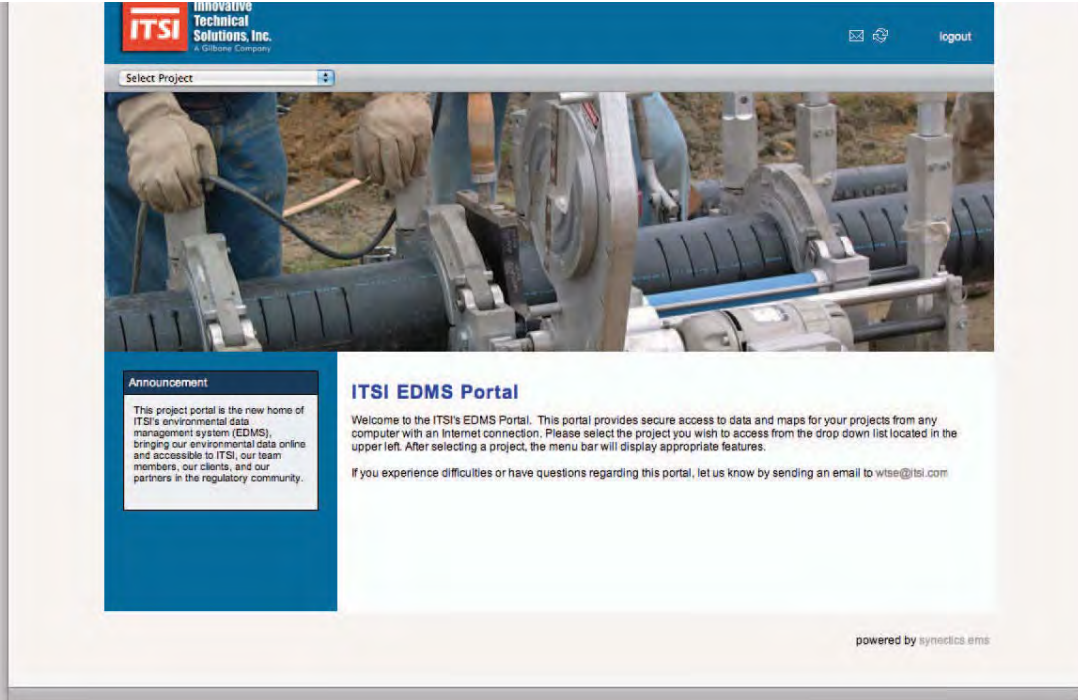 Innovative
ITSI Technical
Solutions, Inc.
A Gilbane Company
logout
Select Project
Announcement
This project portal is the new home of
ITSI's environmental data
management system (EDMS),
bringing our environmental data online
and accessible to ITSI, our team
members, our clients, and our
partners in the regulatory community.
ITSI EDMS Portal
Welcome to the ITSI's EDMS Portal. This portal provides secure access to data and maps for your projects from any
computer with an Internet connection. Please select the project you wish to access from the drop down list located in the
upper left. After selecting a project, the menu bar will display appropriate features.
If you experience difficulties or have questions regarding this portal, let us know by sending an email to wtse@itsi.com
powered by synectics.ems